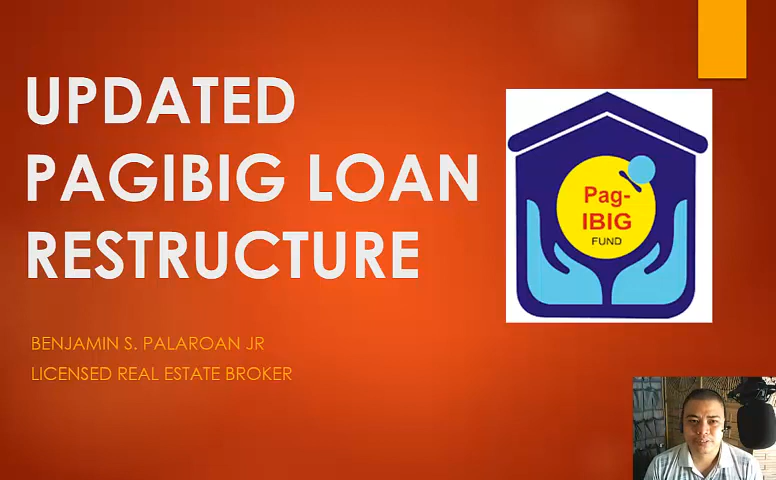 UPDATED
PAGIBIG LOAN
RESTRUCTURE
Pag-
IBIG
FUND
BENJAMIN S. PALAROAN JR
LICENSED REAL ESTATE BROKER